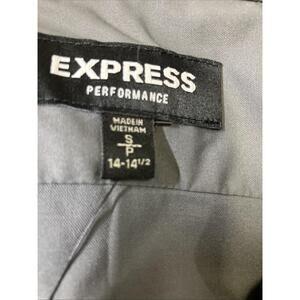 EXPRESS
PERFORMANCE
MADE IN
VIETNAM
S
P
14-14 1/2